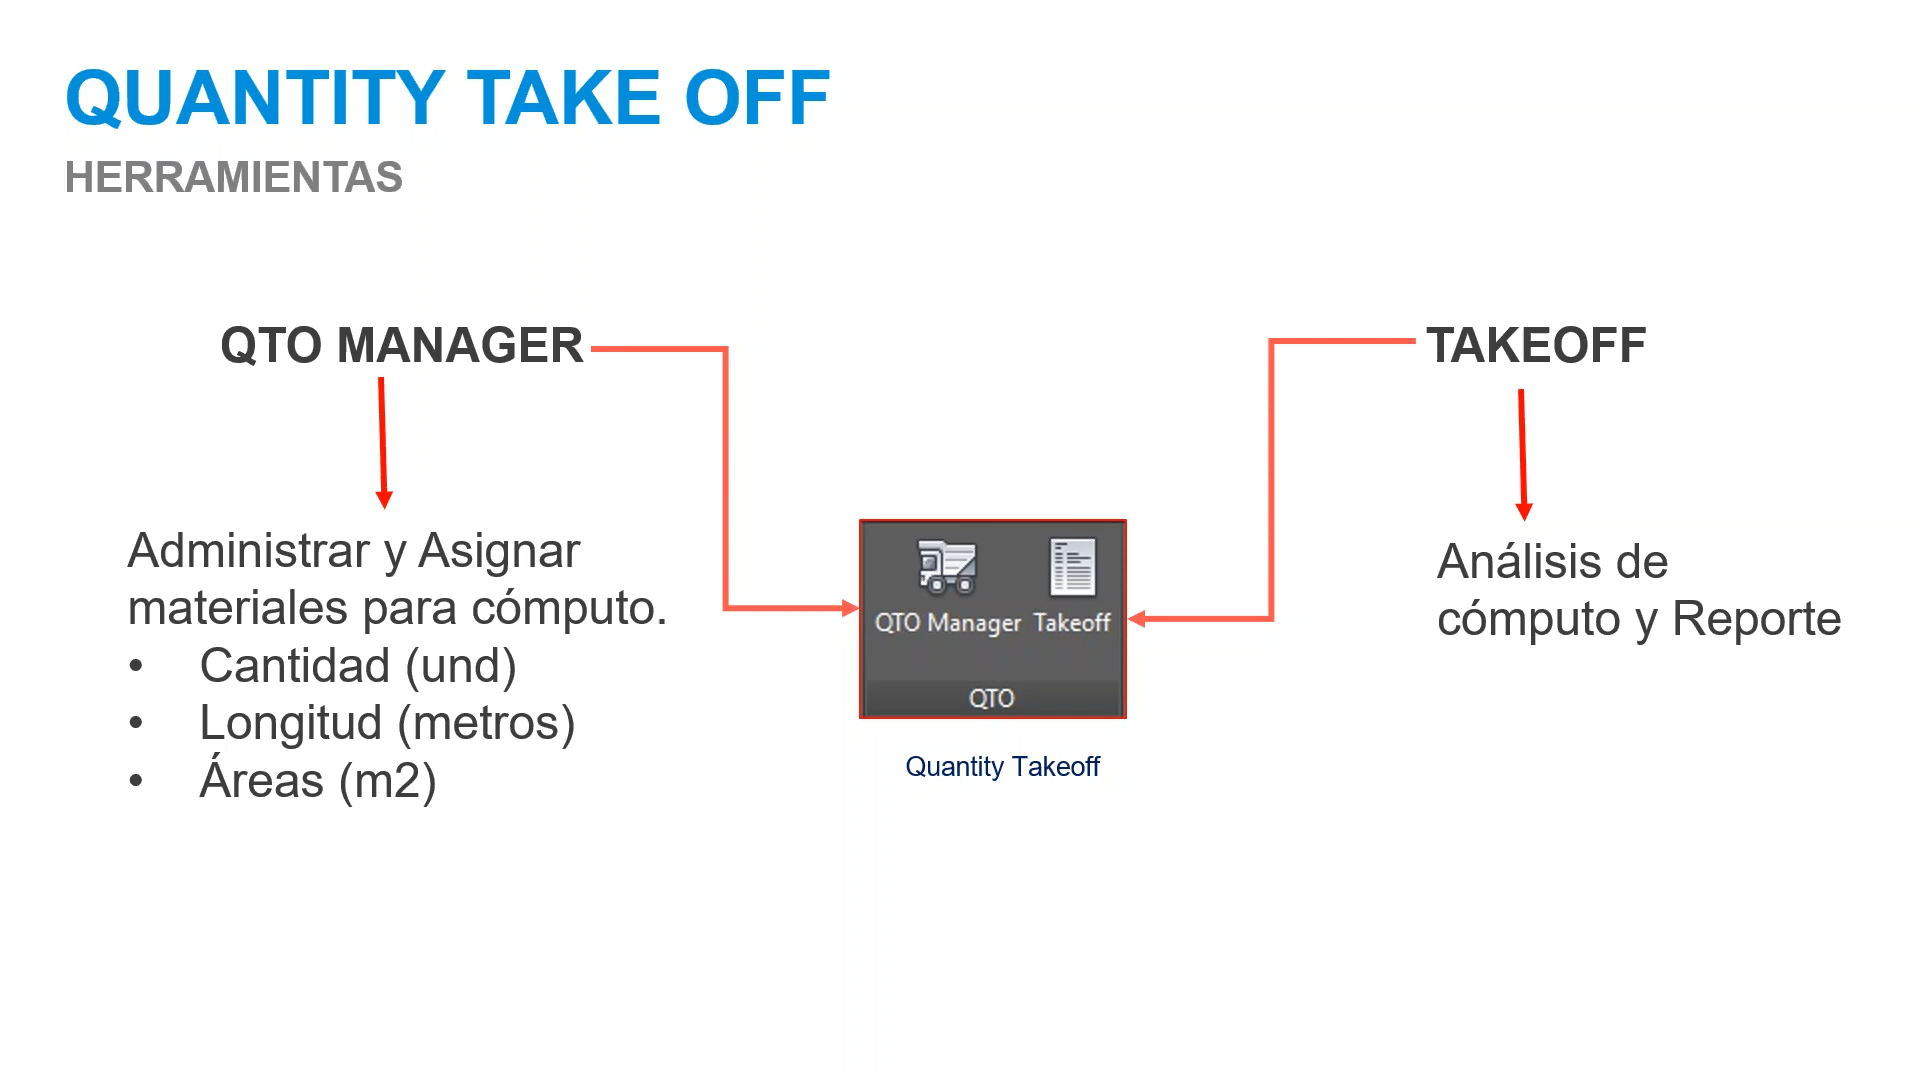 QUANTITY TAKE OFF
HERRAMIENTAS
QTO MANAGER
Administrar y Asignar
materiales para cómputo.
• Cantidad (und)
• Longitud (metros)
• Áreas (m2)
QTO Manager Takeoff
QTO
Quantity Takeoff
TAKEOFF
Análisis de
cómputo y Reporte